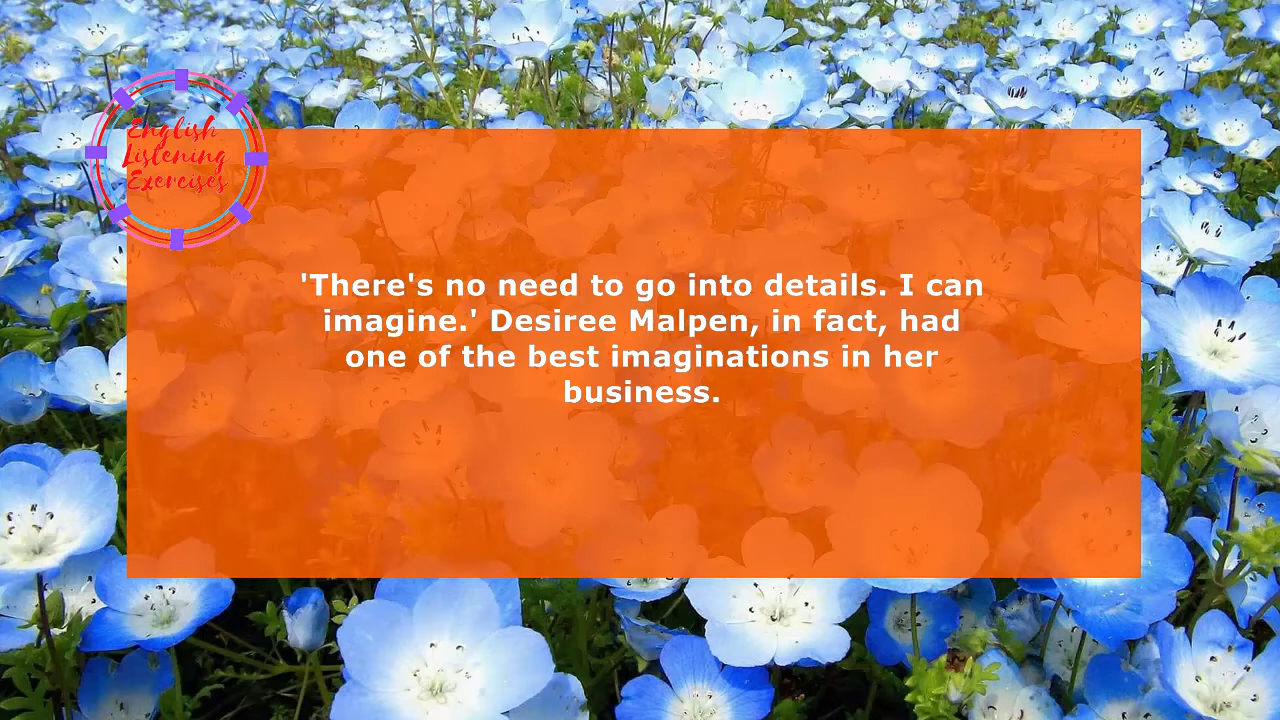 English
Listening
Exercises
'There's no need to go into details. I can
imagine.' Desiree Malpen, in fact, had
one of the best imaginations in her
business.